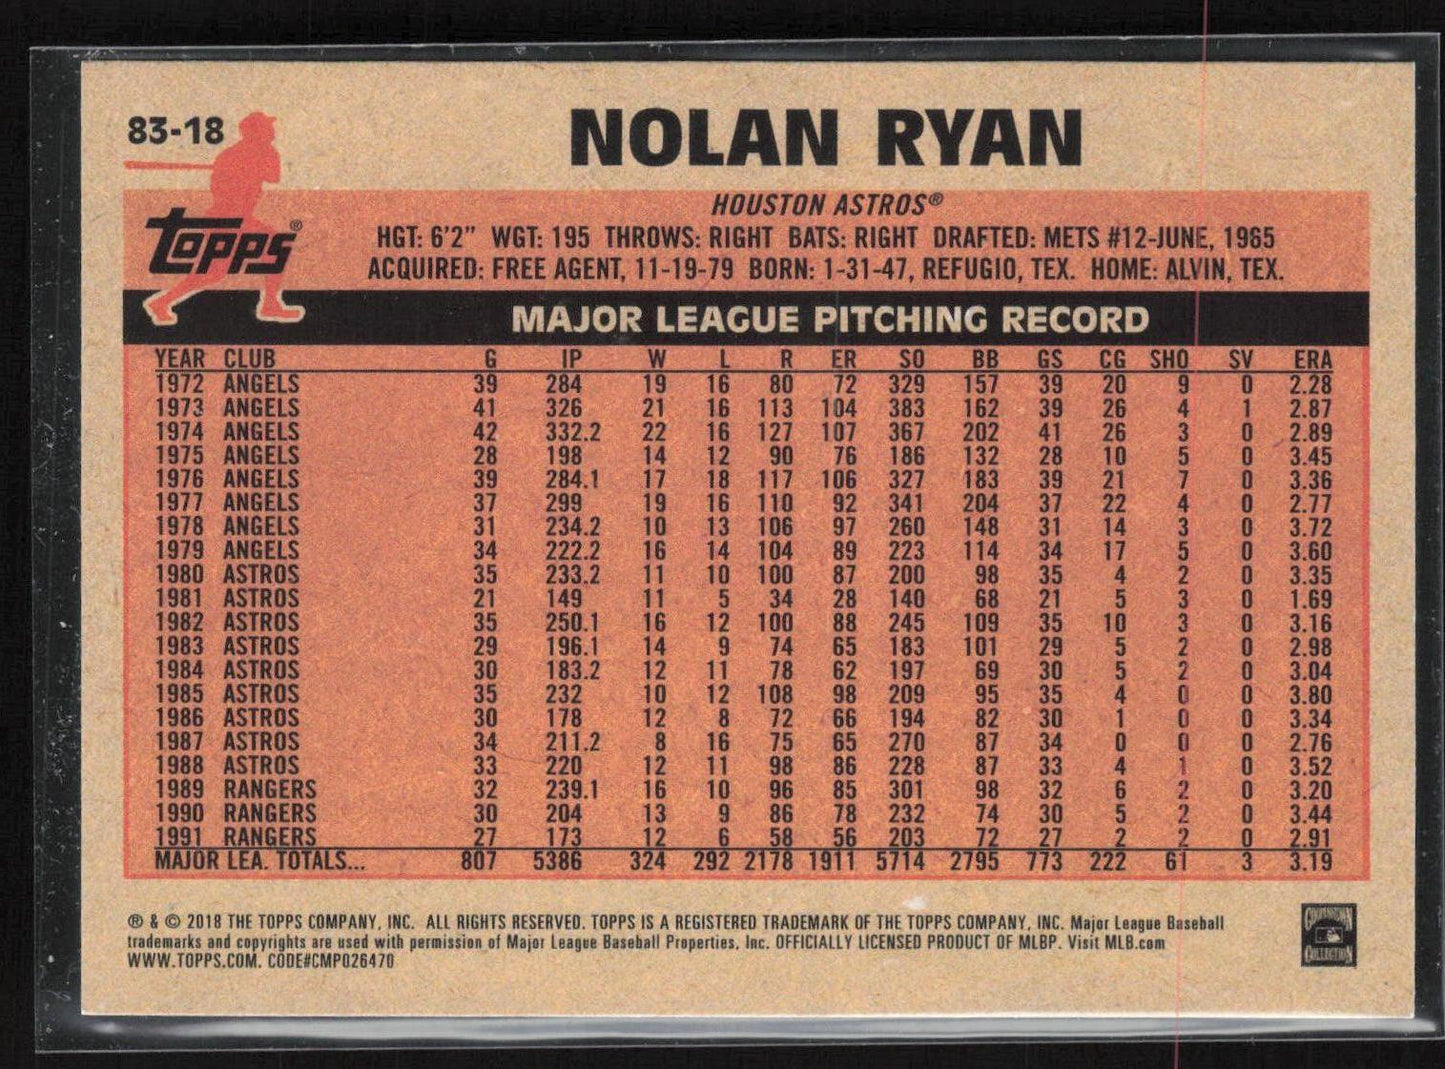 83-18
NOLAN RYAN
Topps®
HOUSTON ASTROS®
HGT: 6'2" WGT: 195 THROWS: RIGHT BATS: RIGHT DRAFTED: METS #12-JUNE, 1965
ACQUIRED: FREE AGENT, 11-19-79 BORN: 1-31-47, REFUGIO, TEX. HOME: ALVIN, TEX.
MAJOR LEAGUE PITCHING RECORD
YEAR CLUB G IP W L R ER SO BB GS CG SHO SV ERA
1972 ANGELS 39 284 19 16 80 72 329 157 39 20 9 0 2.28
1973 ANGELS 41 326 21 16 113 104 383 162 39 26 4 1 2.87
1974 ANGELS 42 332.2 22 16 127 107 367 202 41 26 3 0 2.89
1975 ANGELS 28 198 14 12 90 76 186 132 28 10 5 0 3.45
1976 ANGELS 39 284.1 17 18 117 106 327 183 39 21 7 0 3.36
1977 ANGELS 37 299 19 16 110 92 341 204 37 22 4 0 2.77
1978 ANGELS 31 234.2 10 13 106 97 260 148 31 14 3 0 3.72
1979 ANGELS 34 222.2 16 14 104 89 223 114 34 17 5 0 3.60
1980 ASTROS 35 233.2 11 10 100 87 200 98 35 4 2 0 3.35
1981 ASTROS 21 149 11 5 34 28 140 68 21 5 3 0 1.69
1982 ASTROS 35 250.1 16 12 100 88 245 109 35 10 3 0 3.16
1983 ASTROS 29 196.1 14 9 74 65 183 101 29 5 2 0 2.98
1984 ASTROS 30 183.2 12 11 78 62 197 69 30 5 2 0 3.04
1985 ASTROS 35 232 10 12 108 98 209 95 35 4 0 0 3.80
1986 ASTROS 30 178 12 8 72 66 194 82 30 1 0 0 3.34
1987 ASTROS 34 211.2 8 16 75 65 270 87 34 0 0 0 2.76
1988 ASTROS 33 220 12 11 98 86 228 87 33 4 1 0 3.52
1989 RANGERS 32 239.1 16 10 96 85 301 98 32 6 2 0 3.20
1990 RANGERS 30 204 13 9 86 78 232 74 30 5 2 0 3.44
1991 RANGERS 27 173 12 6 58 56 203 72 27 2 2 0 2.91
MAJOR LEA. TOTALS... 807 5386 324 292 2178 1911 5714 2795 773 222 61 3 3.19
® & © 2018 THE TOPPS COMPANY, INC. ALL RIGHTS RESERVED. TOPPS IS A REGISTERED TRADEMARK OF THE TOPPS COMPANY, INC. Major League Baseball
trademarks and copyrights are used with permission of Major League Baseball Properties, Inc. OFFICIALLY LICENSED PRODUCT OF MLBP. Visit MLB.com
WWW.TOPPS.COM. CODE#CMP026470
COOPERSTOWN
COLLECTION